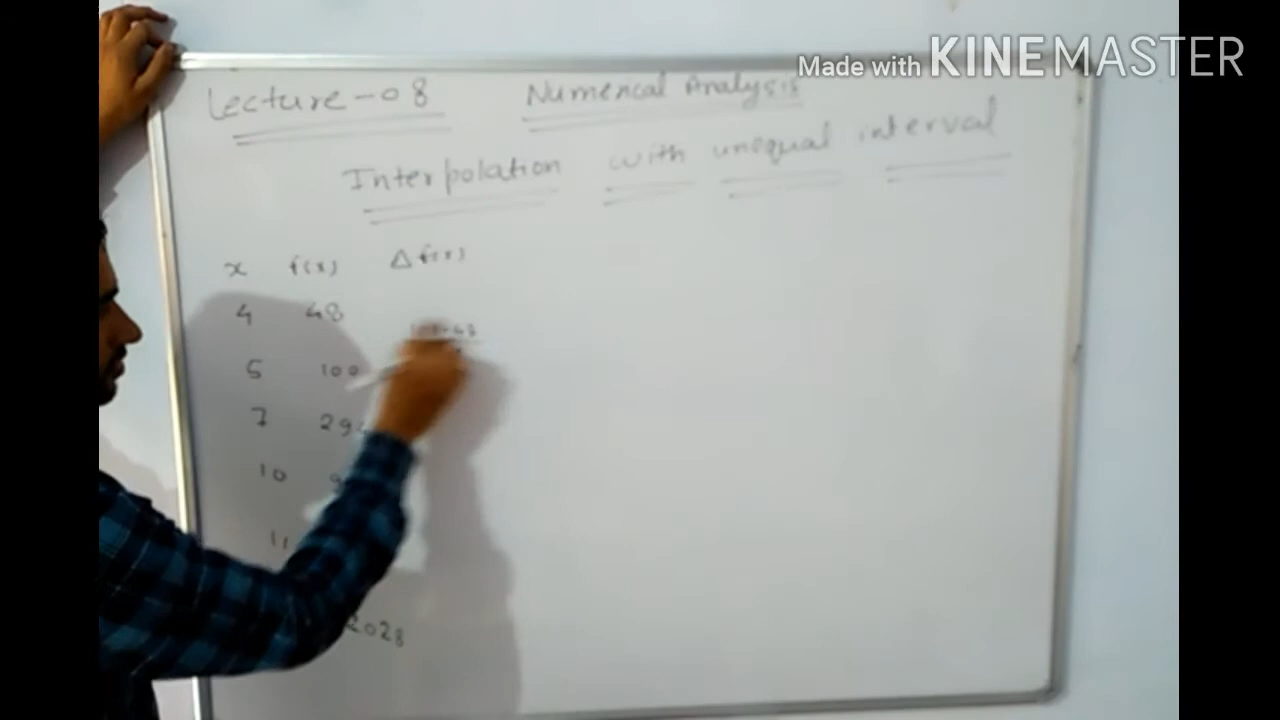 Made with KINEMASTER
Lecture-08 Numerical Analysis
Interpolation with unequal interval
x f(x) Δf(x)
4 48
5 100
7
10
11
2028